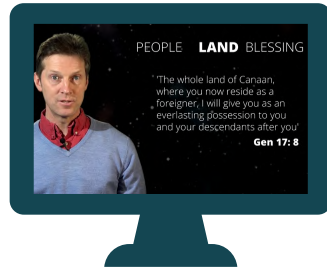 PEOPLE LAND BLESSING
'The whole land of Canaan,
where you now reside as a
foreigner, I will give you as an
everlasting possession to you
and your descendants after you'
Gen 17: 8